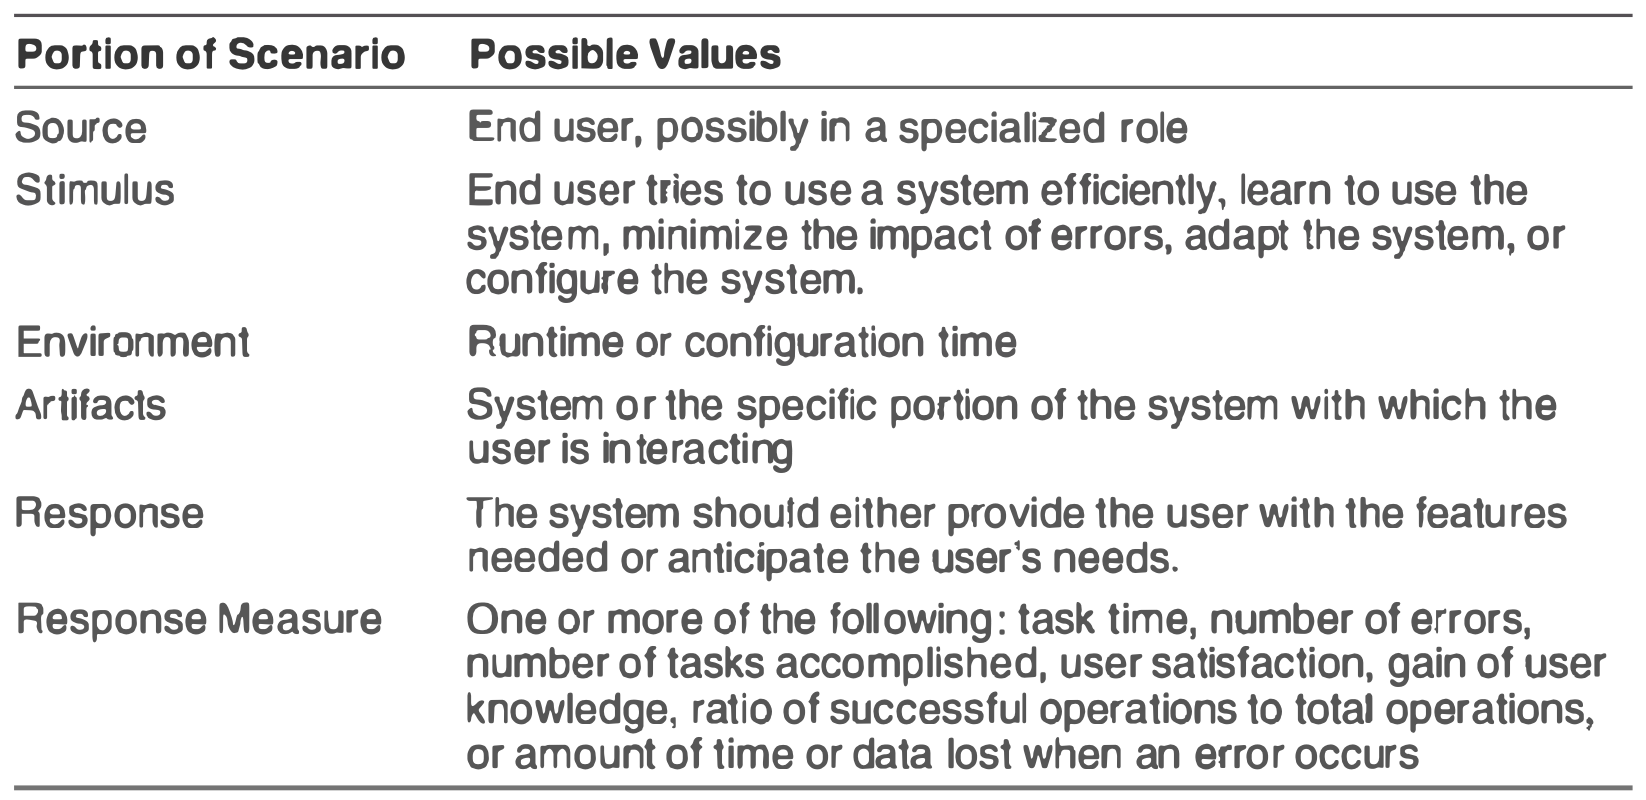 Portion of Scenario Possible Values
Source End user, possibly in a specialized role
Stimulus End user tries to use a system efficiently, learn to use the
system, minimize the impact of errors, adapt the system, or
configure the system.
Environment Runtime or configuration time
Artifacts System or the specific portion of the system with which the
user is interacting
Response The system should either provide the user with the features
needed or anticipate the user's needs.
Response Measure One or more of the following: task time, number of errors,
number of tasks accomplished, user satisfaction, gain of user
knowledge, ratio of successful operations to total operations,
or amount of time or data lost when an error occurs